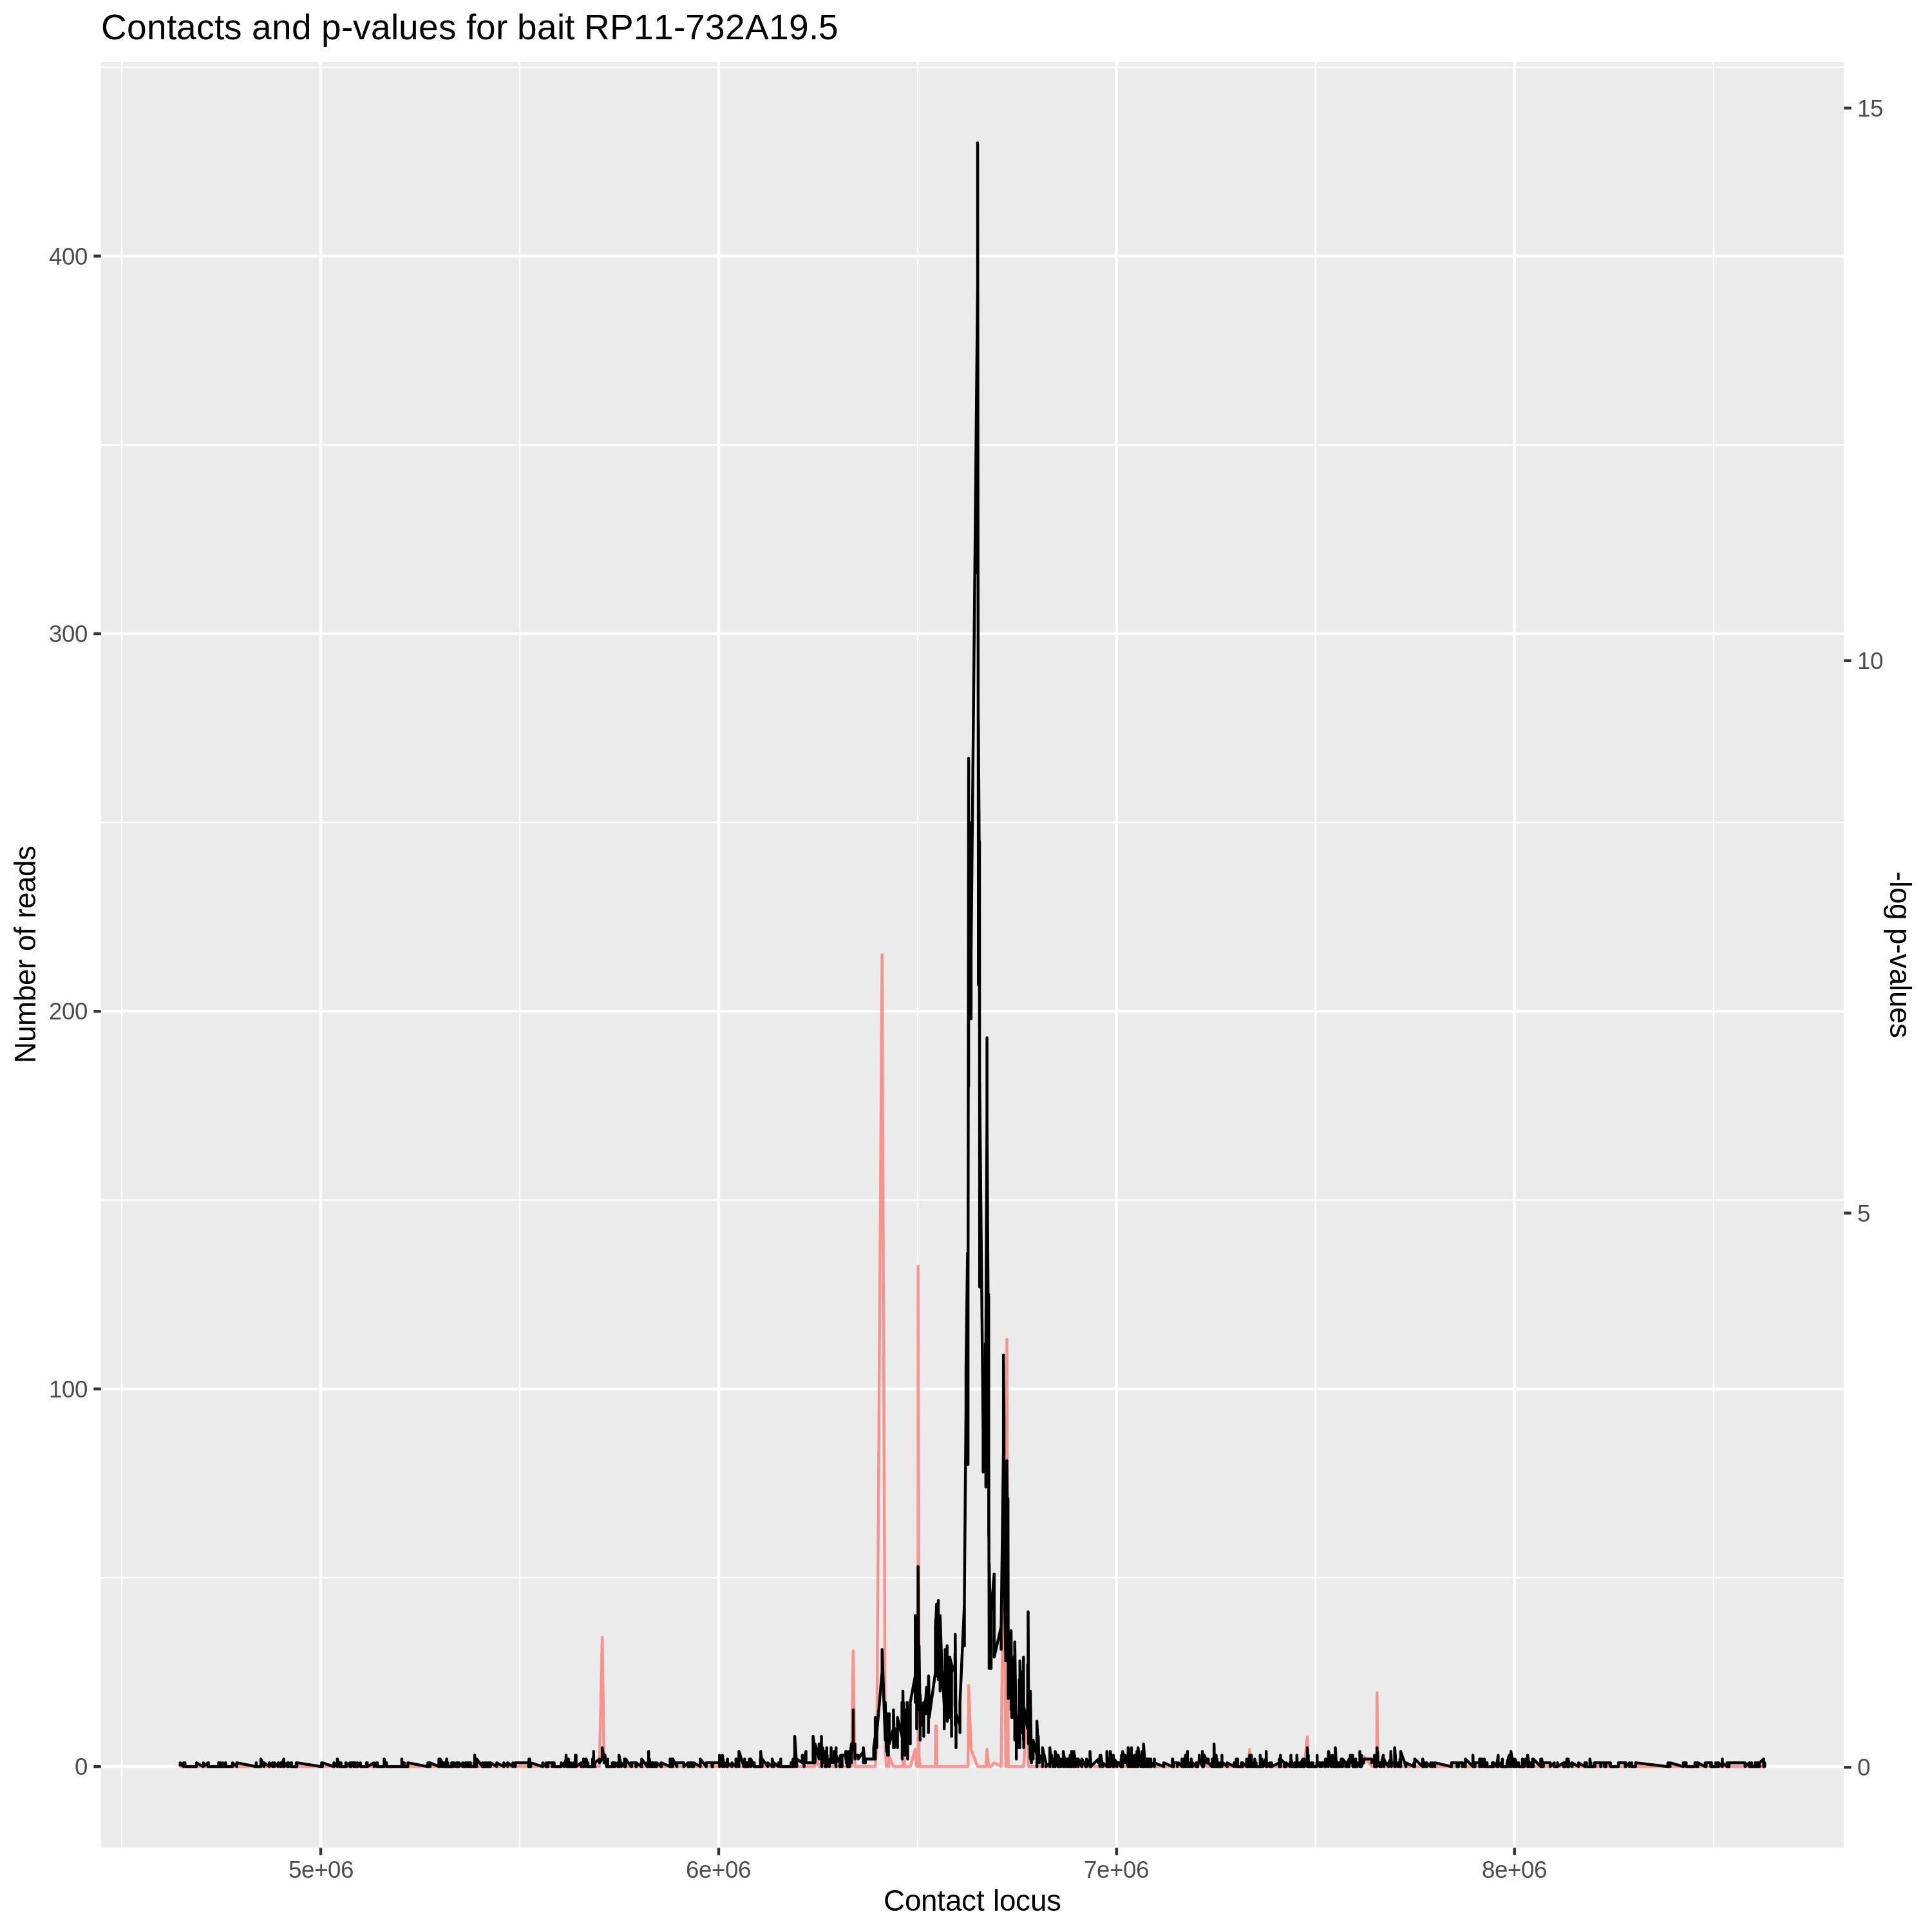 Contacts and p-values for bait RP11-732A19.5
15
400
300
10
Number of reads
-log p-values
200
5
100
0
0
5e+06
6e+06
7e+06
8e+06
Contact locus